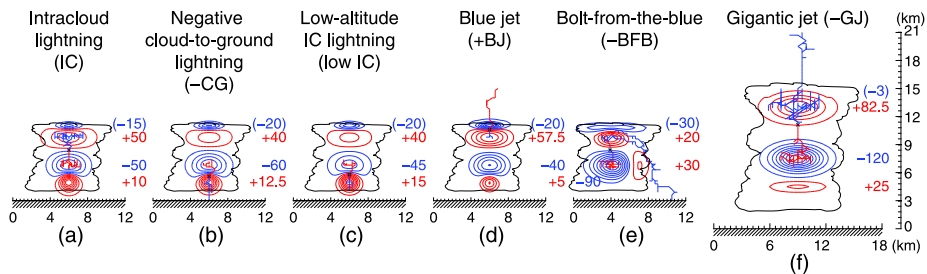 Intracloud
lightning
(IC)
Negative
cloud-to-ground
lightning
(−CG)
Low-altitude
IC lightning
(low IC)
Blue jet
(+BJ)
Bolt-from-the-blue
(−BFB)
Gigantic jet (−GJ)
(km)
21
18
15
12
9
6
3
0
(−15)
+50
−50
+10
0 4 8 12
(a)
(−20)
+40
−60
+12.5
0 4 8 12
(b)
(−20)
+40
−45
+15
0 4 8 12
(c)
(−20)
+57.5
−40
+5
0 4 8 12
(d)
(−30)
+20
+30
−90
0 4 8 12
(e)
(−3)
+82.5
−120
+25
0 6 12 18
(km)
(f)